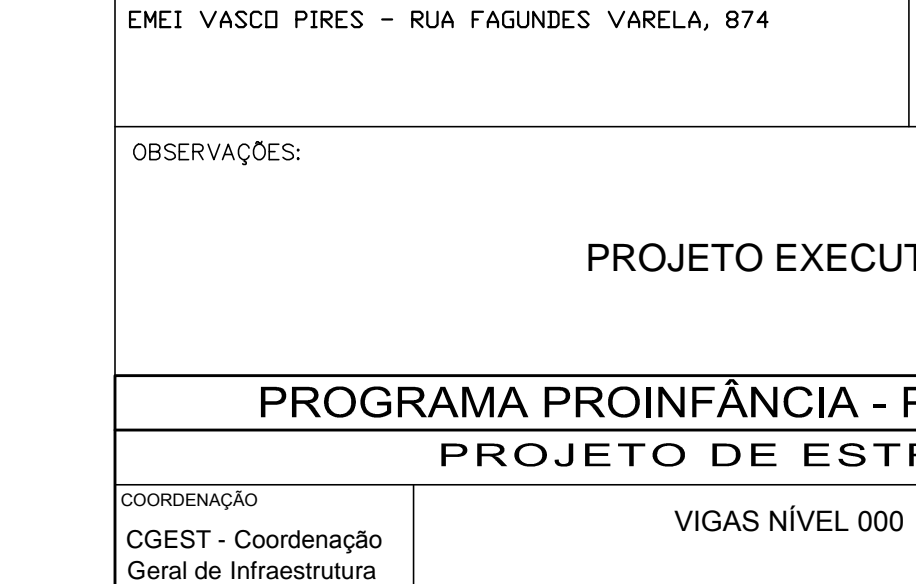 EMEI VASCO PIRES - RUA FAGUNDES VARELA, 874
OBSERVAÇÕES:
PROJETO EXECUT
PROGRAMA PROINFÂNCIA -
PROJETO DE ESTR
COORDENAÇÃO
CGEST - Coordenação
Geral de Infraestrutura
VIGAS NÍVEL 000